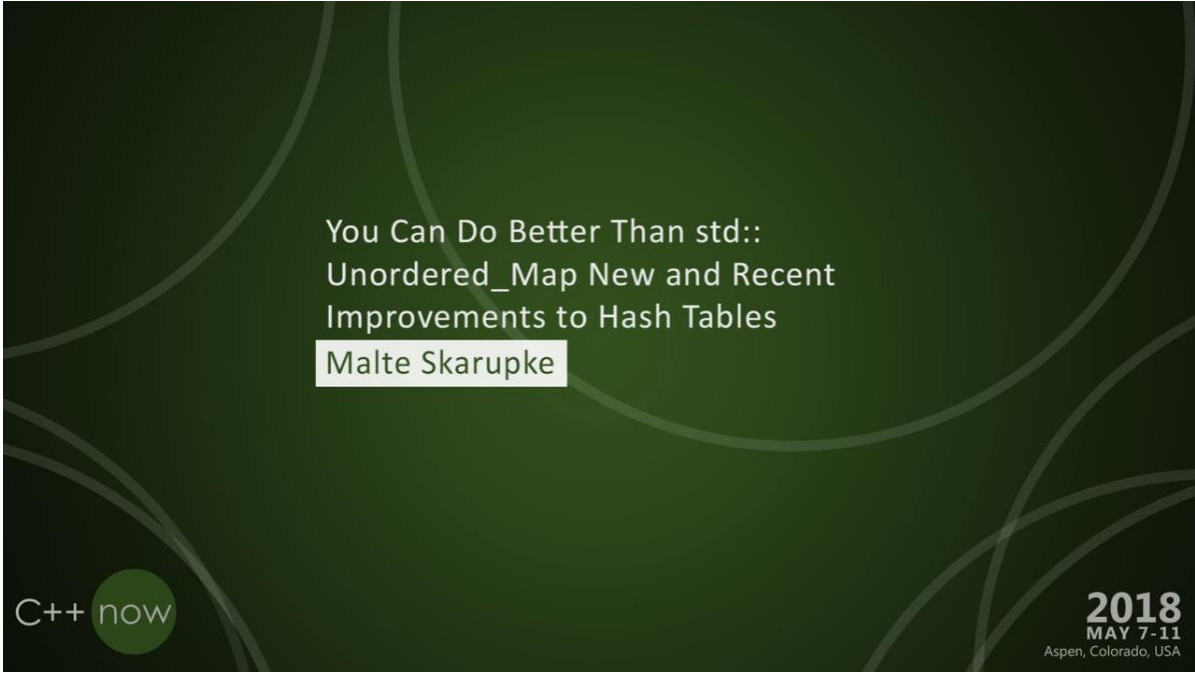 You Can Do Better Than std::
Unordered_Map New and Recent
Improvements to Hash Tables
Malte Skarupke
C++ now
2018
MAY 7-11
Aspen, Colorado, USA